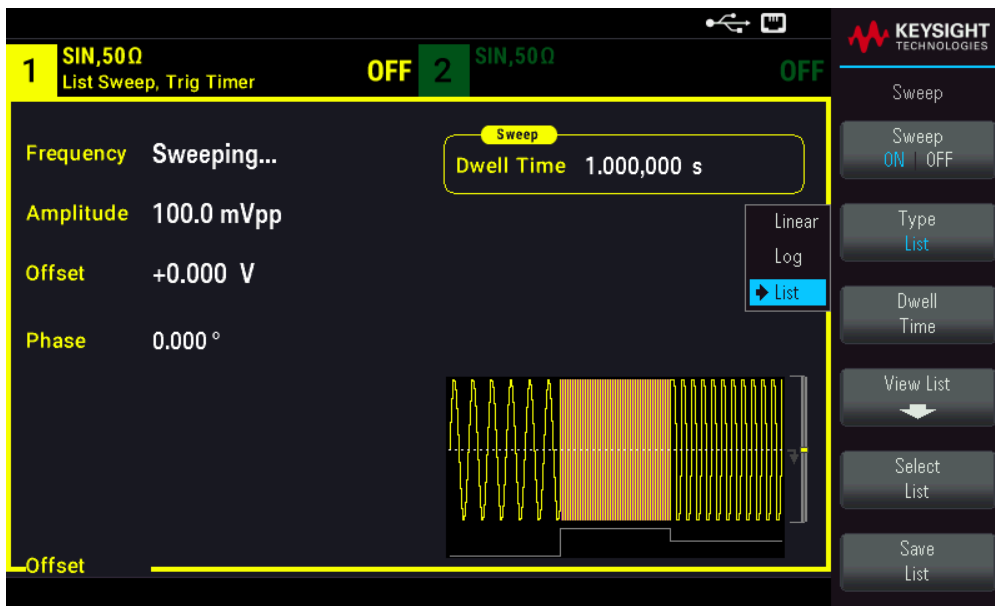 KEYSIGHT
TECHNOLOGIES
1 SIN,50Ω OFF
List Sweep, Trig Timer
2 SIN,50Ω OFF
Frequency Sweeping...
Amplitude 100.0 mVpp
Offset +0.000 V
Phase 0.000 °
Sweep
Dwell Time 1.000,000 s
Linear
Log
List
Offset
Sweep
Sweep
ON | OFF
Type
List
Dwell
Time
View List
Select
List
Save
List